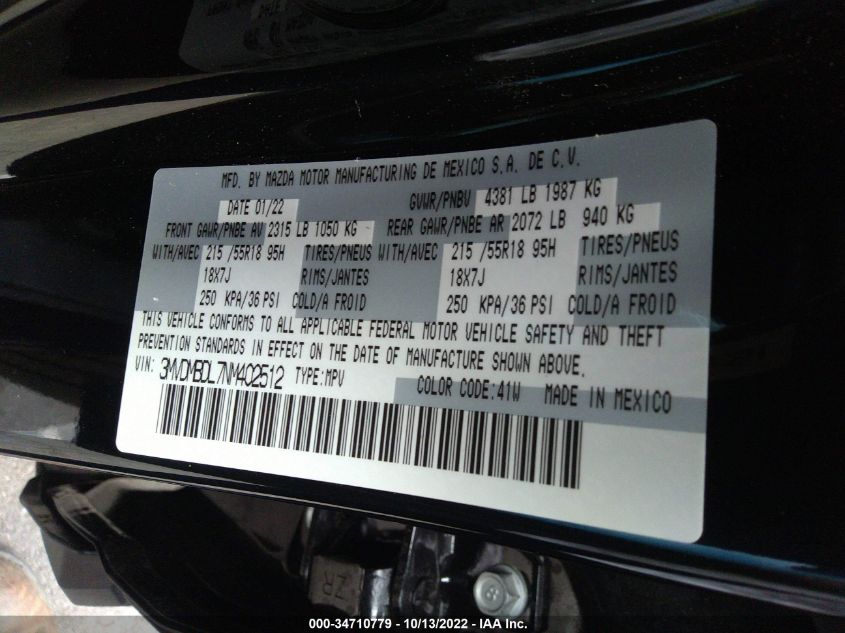 MFD. BY MAZDA MOTOR MANUFACTURING DE MEXICO S.A. DE C.V.
DATE 01/22 GVWR/PNBV 4381 LB 1987 KG
FRONT GAWR/PNBE AV 2315 LB 1050 KG REAR GAWR/PNBE AR 2072 LB 940 KG
WITH/AVEC 215 /55R18 95H TIRES/PNEUS WITH/AVEC 215 /55R18 95H TIRES/PNEUS
18X7J RIMS/JANTES 18X7J RIMS/JANTES
250 KPA/36 PSI COLD/A FROID 250 KPA/36 PSI COLD/A FROID
THIS VEHICLE CONFORMS TO ALL APPLICABLE FEDERAL MOTOR VEHICLE SAFETY AND THEFT
PREVENTION STANDARDS IN EFFECT ON THE DATE OF MANUFACTURE SHOWN ABOVE.
VIN: 3MVDMBDL7NM402512 TYPE:MPV COLOR CODE:41W MADE IN MEXICO
ZR
000-34710779 - 10/13/2022 - IAA Inc.